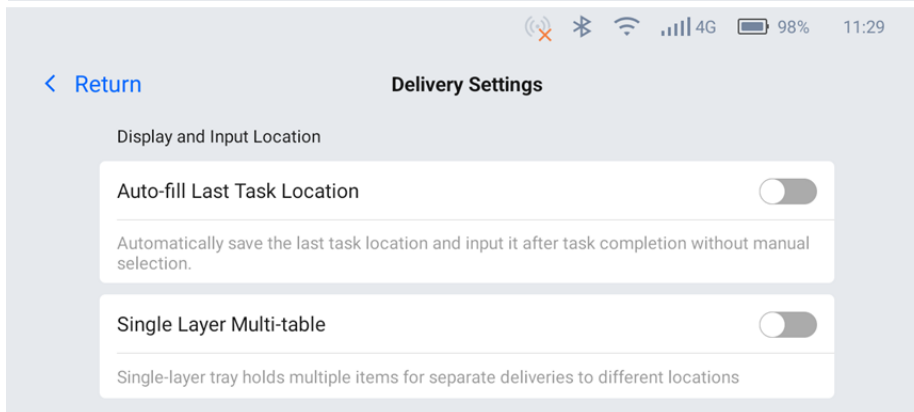 4G 98% 11:29
Return Delivery Settings
Display and Input Location
Auto-fill Last Task Location
Automatically save the last task location and input it after task completion without manual
selection.
Single Layer Multi-table
Single-layer tray holds multiple items for separate deliveries to different locations